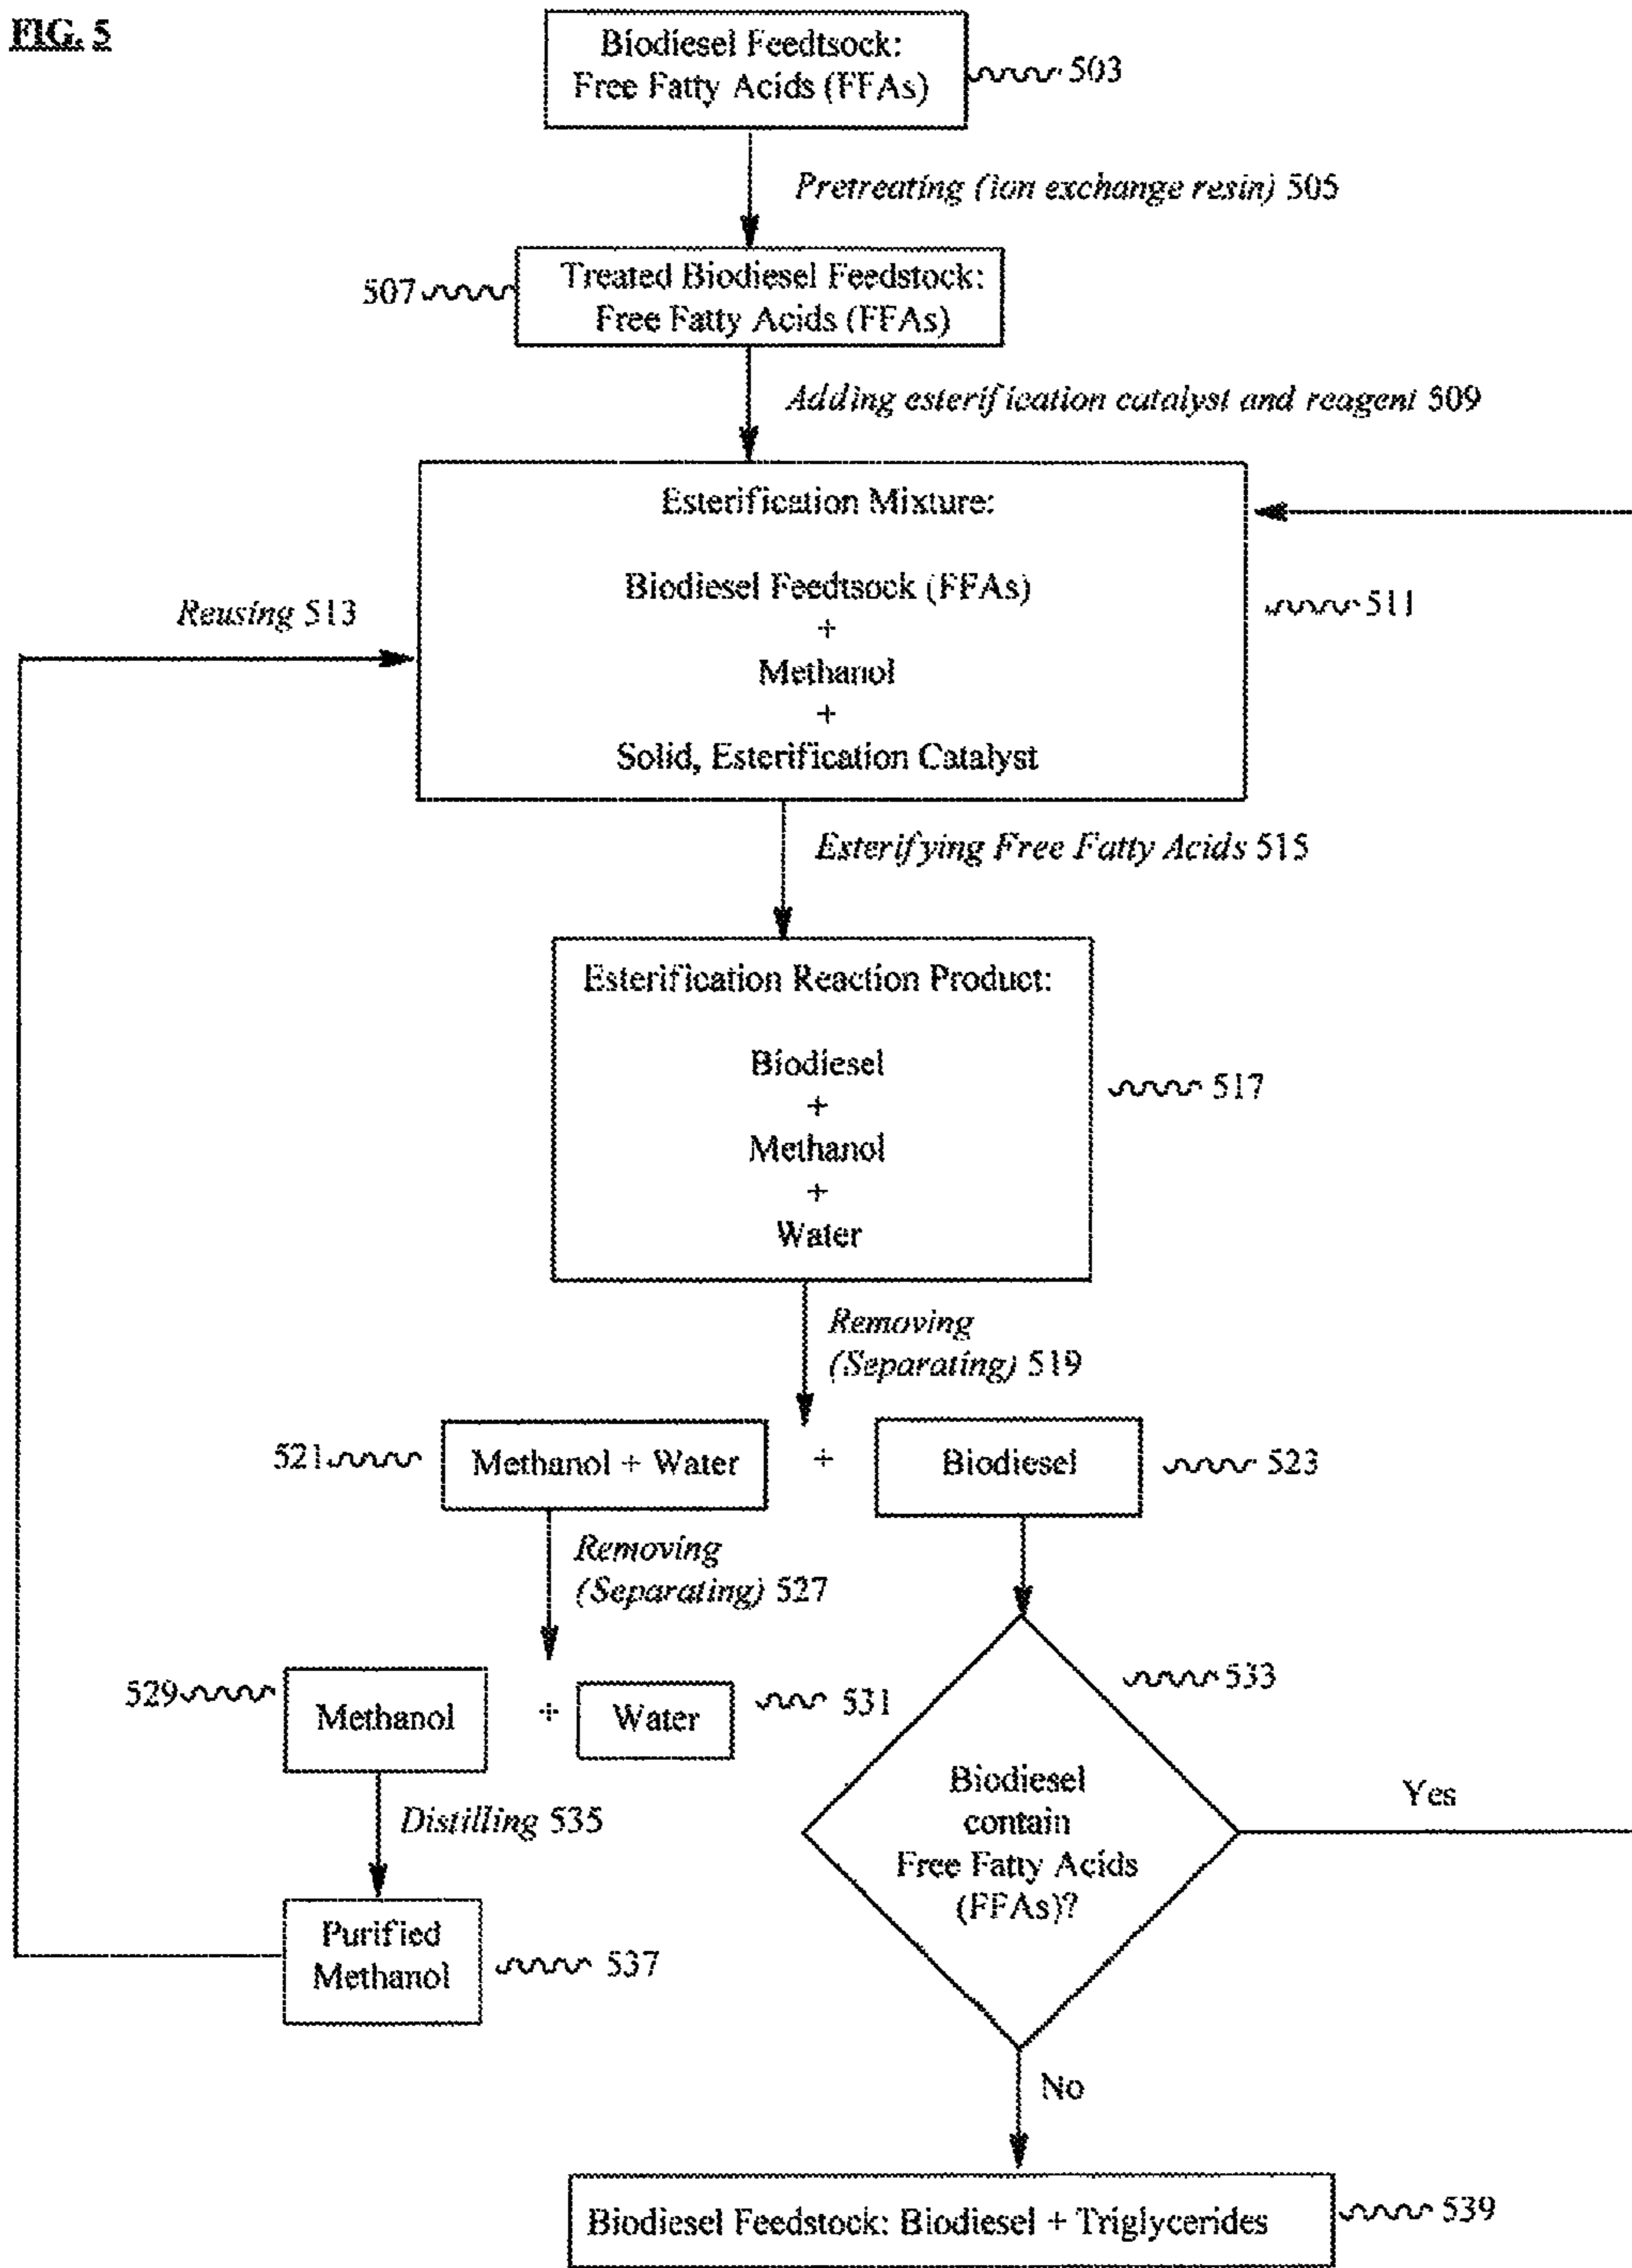 FIG. 5
Biodiesel Feedtsock:
Free Fatty Acids (FFAs)
503
Pretreating (ion exchange resin) 505
507
Treated Biodiesel Feedstock:
Free Fatty Acids (FFAs)
Adding esterification catalyst and reagent 509
Esterification Mixture:
Biodiesel Feedtsock (FFAs)
+
Methanol
+
Solid, Esterification Catalyst
511
Reusing 513
Esterifying Free Fatty Acids 515
Esterification Reaction Product:
Biodiesel
+
Methanol
+
Water
517
Removing
(Separating) 519
521
Methanol + Water
+
Biodiesel
523
Removing
(Separating) 527
529
Methanol
+
Water
531
533
Biodiesel
contain
Free Fatty Acids
(FFAs)?
Yes
Distilling 535
Purified
Methanol
537
No
Biodiesel Feedstock: Biodiesel + Triglycerides
539